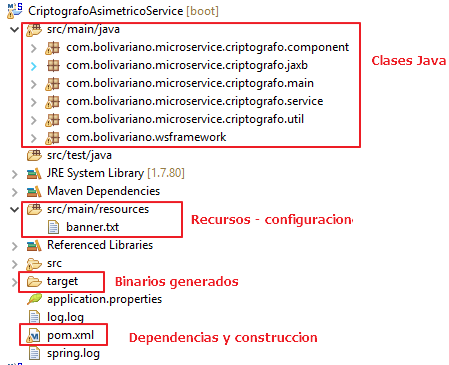 CriptografoAsimetricoService [boot]
src/main/java
com.bolivariano.microservice.criptografo.component
com.bolivariano.microservice.criptografo.jaxb
com.bolivariano.microservice.criptografo.main
com.bolivariano.microservice.criptografo.service
com.bolivariano.microservice.criptografo.util
com.bolivariano.wsframework
Clases Java
src/test/java
JRE System Library [1.7.80]
Maven Dependencies
src/main/resources
banner.txt
Recursos - configuracion
Referenced Libraries
src
target
Binarios generados
application.properties
log.log
pom.xml
Dependencias y construccion
spring.log